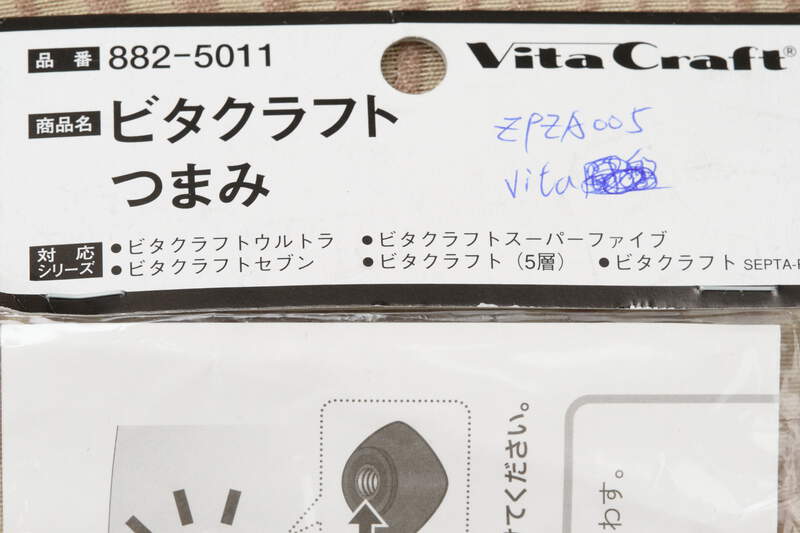 品番 882-5011
Vita Craft®
商品名 ビタクラフト
つまみ
ZPZA005
vita
対応シリーズ
●ビタクラフトウルトラ ●ビタクラフトスーパーファイブ
●ビタクラフトセブン ●ビタクラフト（5層） ●ビタクラフト SEPTA-
てください。
わす。